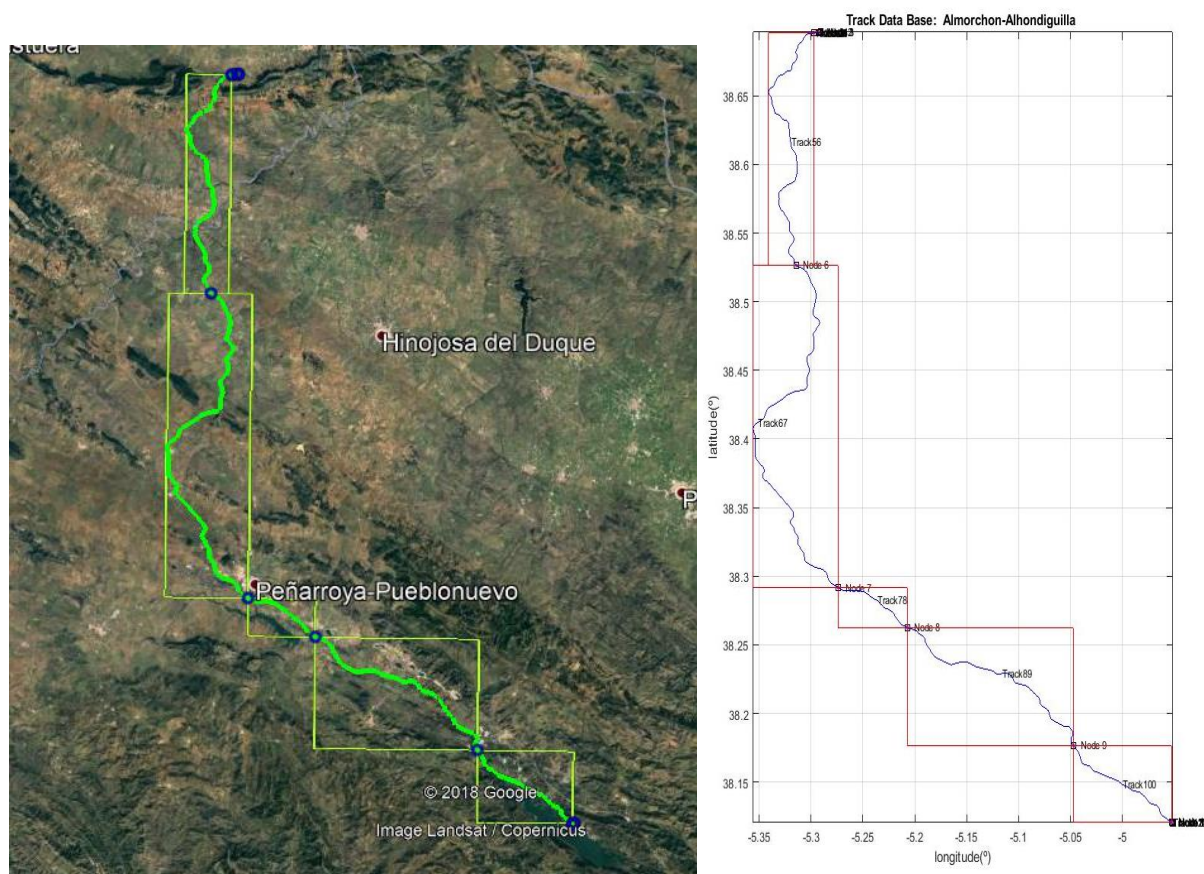 stuera
Hinojosa del Duque
P
Peñarroya-Pueblonuevo
© 2018 Google
Image Landsat / Copernicus
Track Data Base: Almorchon-Alhondiguilla
38.65
38.6
38.55
38.5
38.45
38.4
38.35
38.3
38.25
38.2
38.15
latitude(º)
Track56
Node 6
Track67
Node 7
Track78
Node 8
Track89
Node 9
Track100
-5.35
-5.3
-5.25
-5.2
-5.15
-5.1
-5.05
-5
longitude(º)